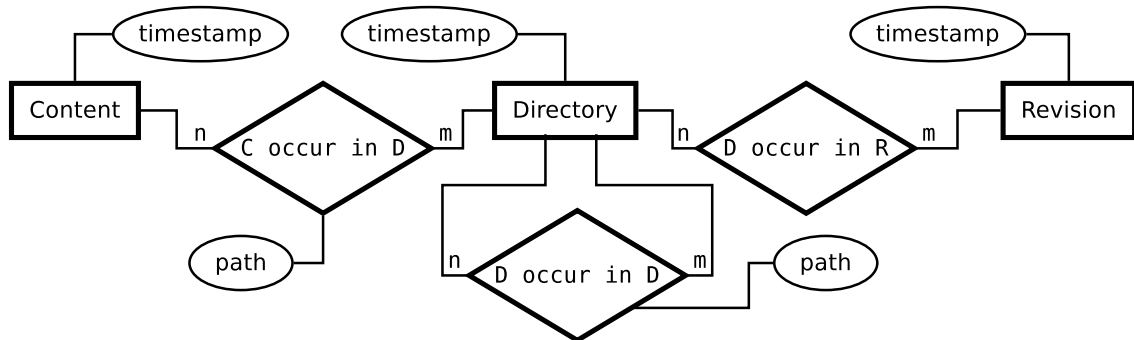 timestamp
timestamp
timestamp
Content
Directory
Revision
n
C occur in D
m
n
D occur in R
m
path
n
D occur in D
m
path